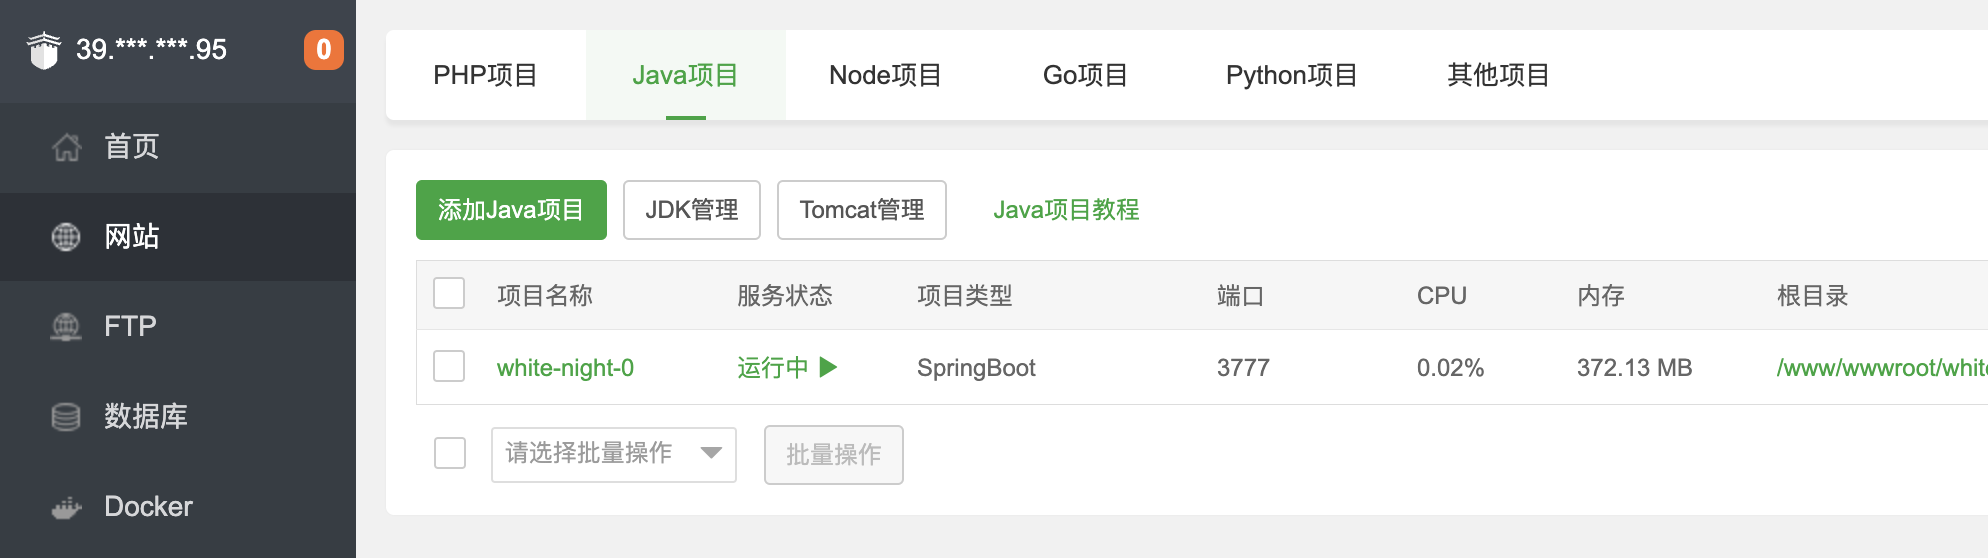 39.***.***.95 0
首页
网站
FTP
数据库
Docker
PHP项目 Java项目 Node项目 Go项目 Python项目 其他项目
添加Java项目 JDK管理 Tomcat管理 Java项目教程
项目名称 服务状态 项目类型 端口 CPU 内存 根目录
white-night-0 运行中 SpringBoot 3777 0.02% 372.13 MB /www/wwwroot/white
请选择批量操作 批量操作